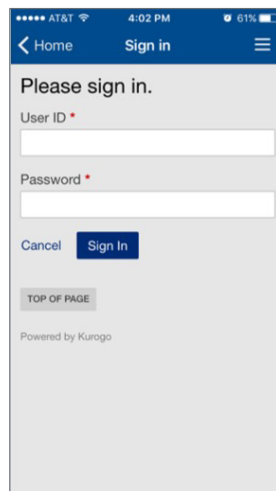 AT&T 4:02 PM 61%
Home Sign in
Please sign in.
User ID *
Password *
Cancel Sign In
TOP OF PAGE
Powered by Kurogo